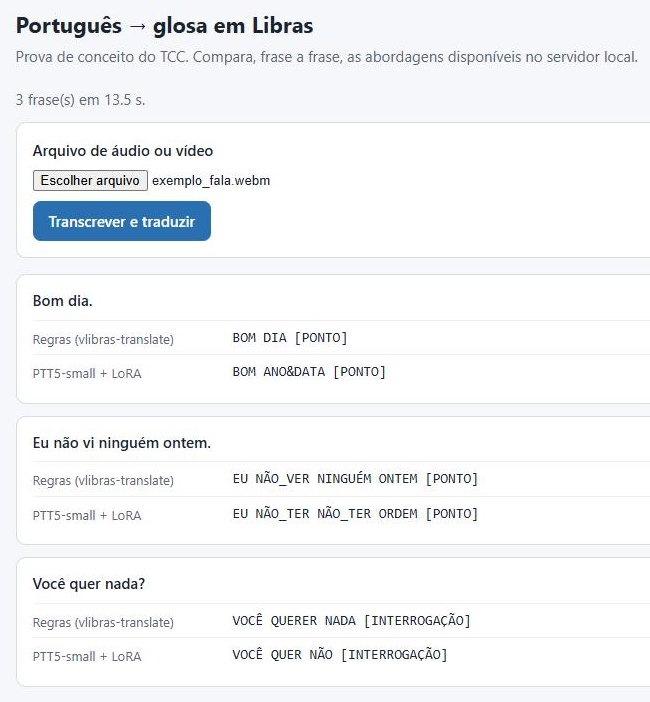 Português → glosa em Libras
Prova de conceito do TCC. Compara, frase a frase, as abordagens disponíveis no servidor local.
3 frase(s) em 13.5 s.
Arquivo de áudio ou vídeo
Escolher arquivo exemplo_fala.webm
Transcrever e traduzir
Bom dia.
Regras (vlibras-translate) BOM DIA [PONTO]
PTT5-small + LoRA BOM ANO&DATA [PONTO]
Eu não vi ninguém ontem.
Regras (vlibras-translate) EU NÃO_VER NINGUÉM ONTEM [PONTO]
PTT5-small + LoRA EU NÃO_TER NÃO_TER ORDEM [PONTO]
Você quer nada?
Regras (vlibras-translate) VOCÊ QUERER NADA [INTERROGAÇÃO]
PTT5-small + LoRA VOCÊ QUER NÃO [INTERROGAÇÃO]